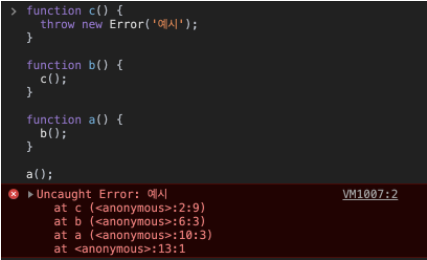 > function c() {
throw new Error('예시');
}
function b() {
c();
}
function a() {
b();
}
a();
Uncaught Error: 예시 VM1007:2
at c (<anonymous>:2:9)
at b (<anonymous>:6:3)
at a (<anonymous>:10:3)
at <anonymous>:13:1